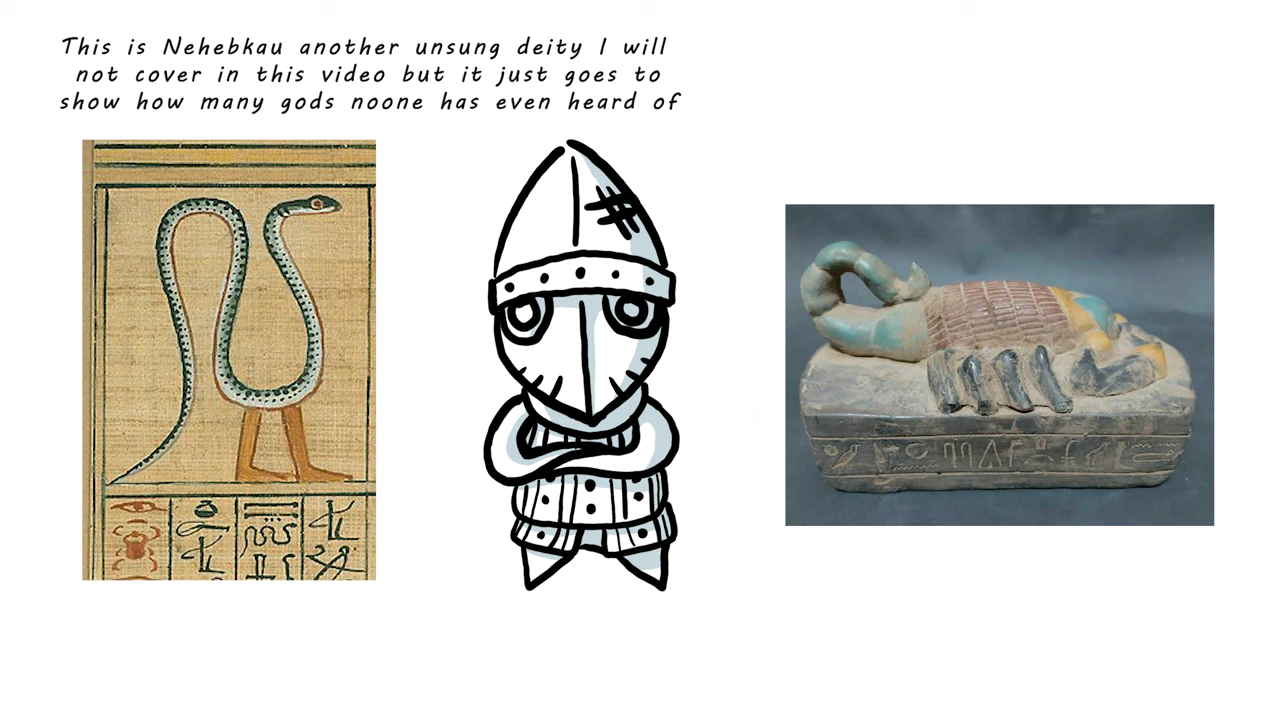 This is Nehebkau another unsung deity I will
not cover in this video but it just goes to
show how many gods noone has even heard of